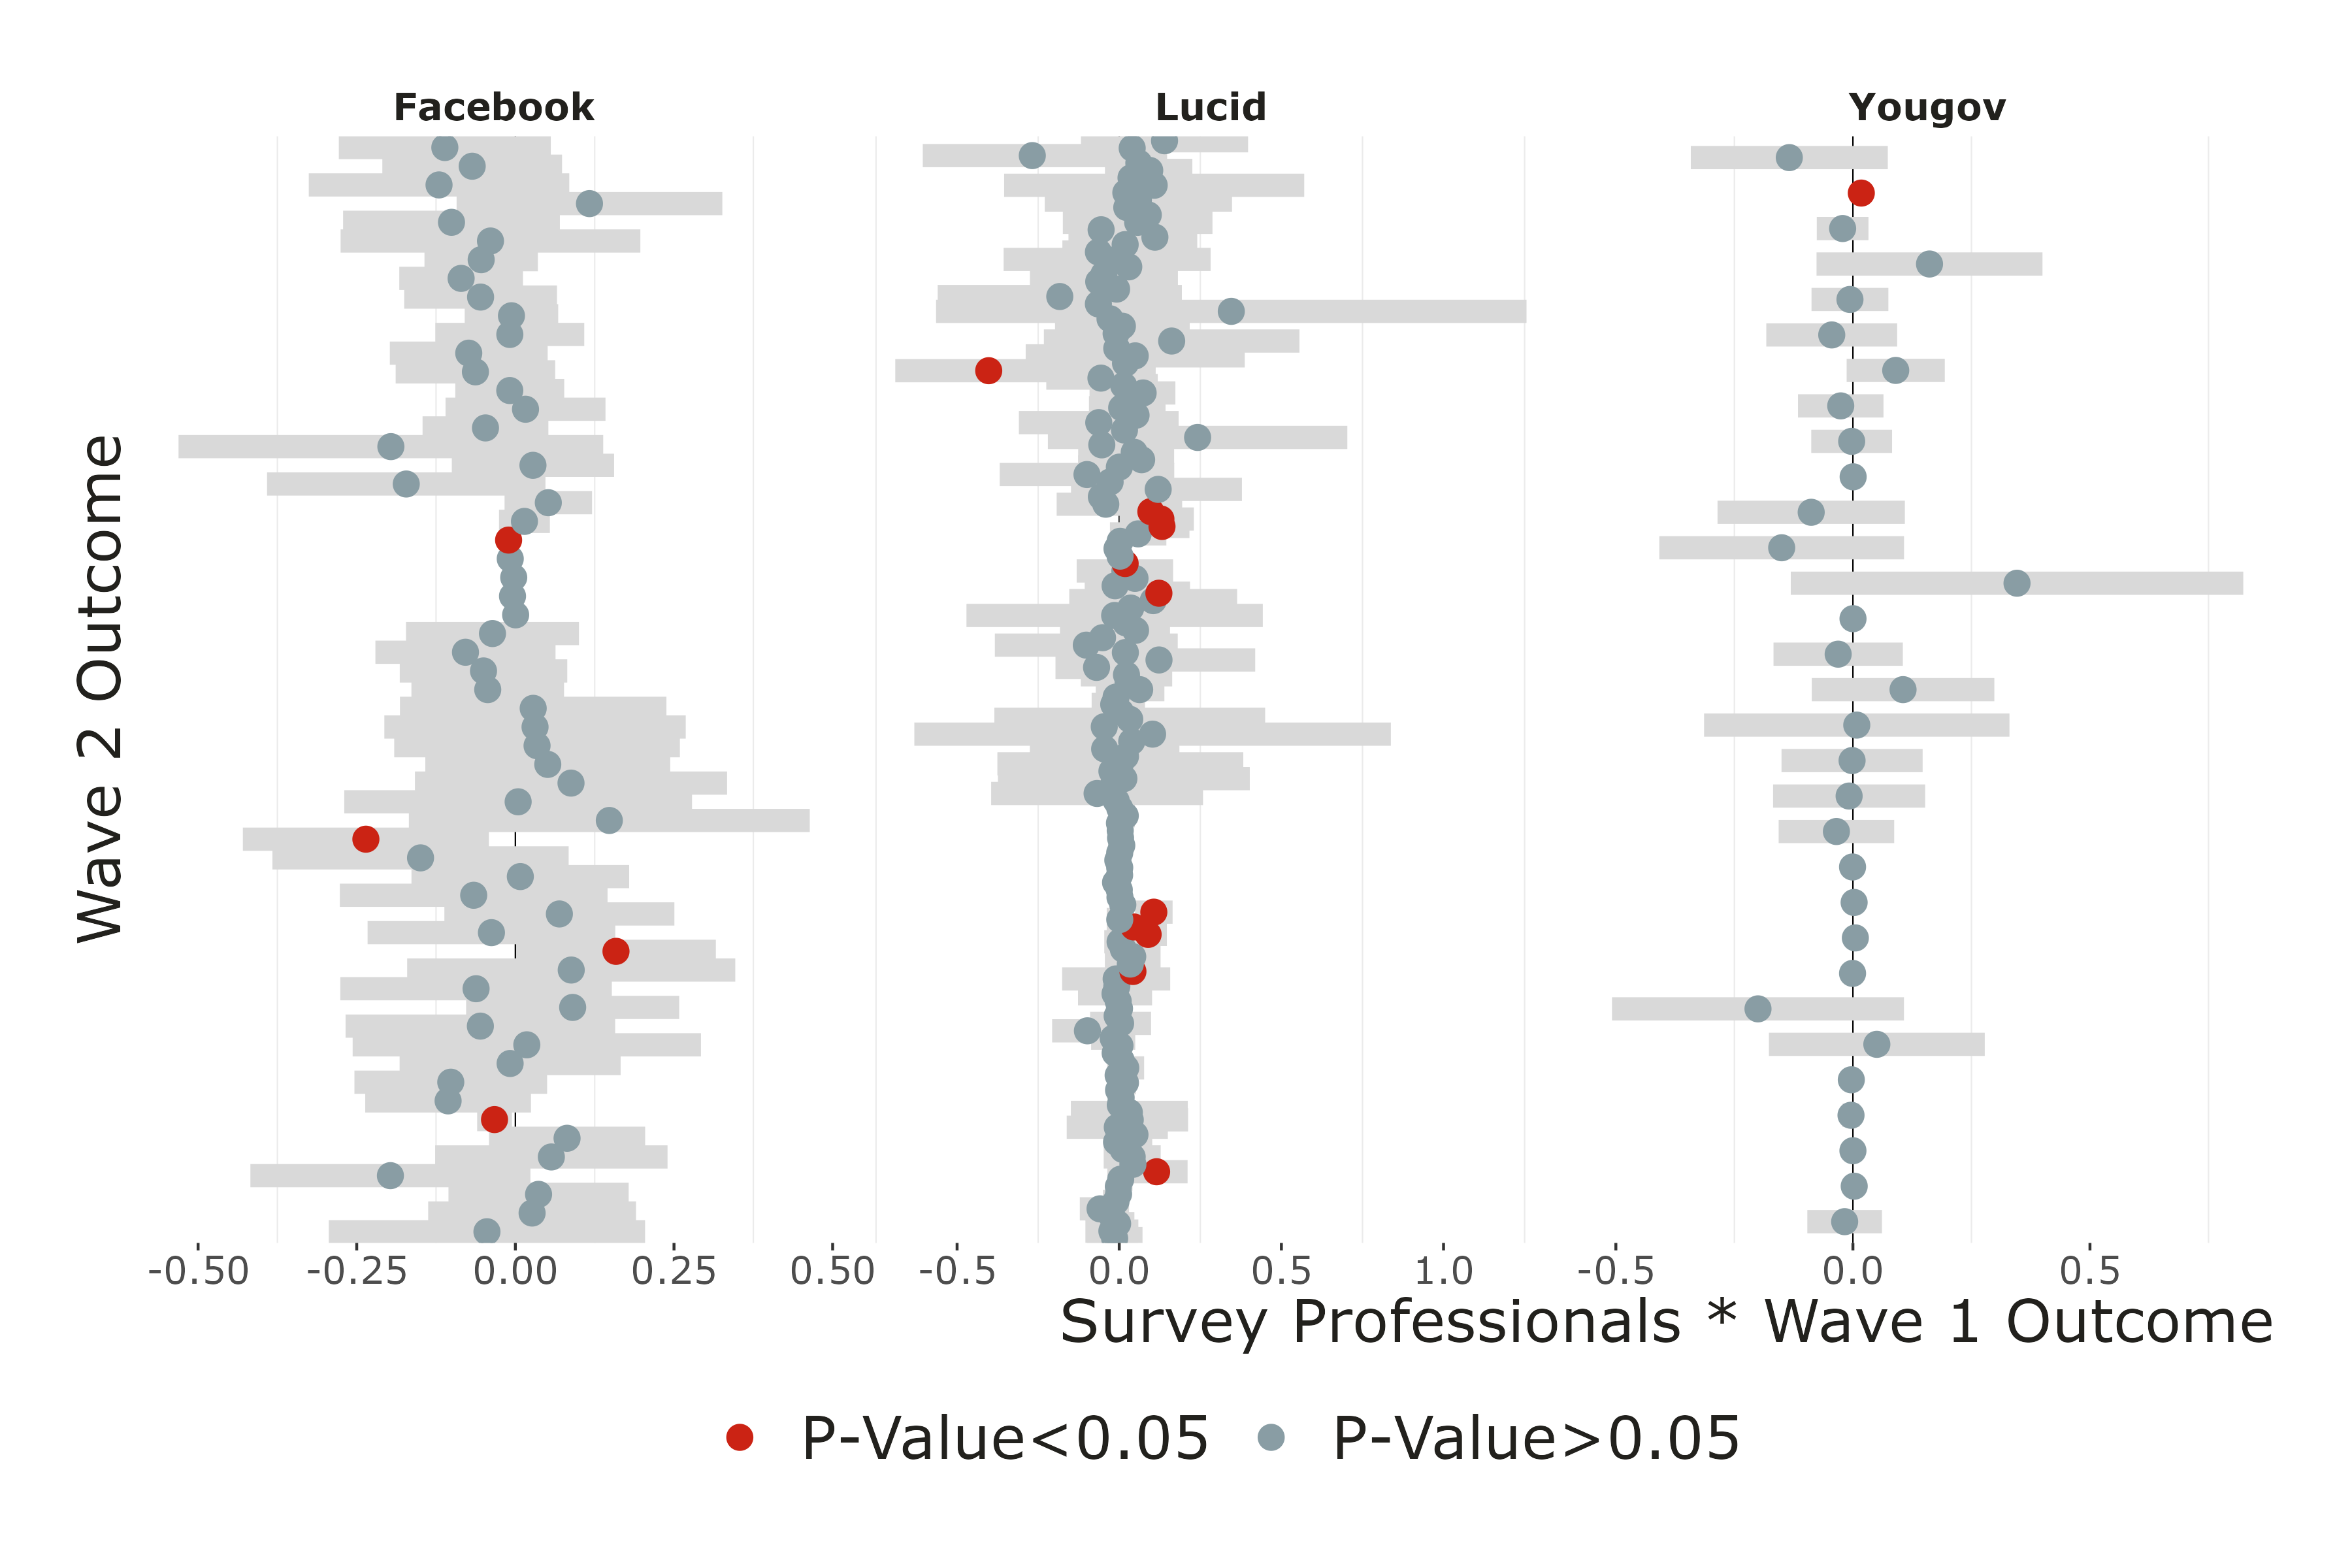 Facebook Lucid Yougov
Wave 2 Outcome
-0.50 -0.25 0.00 0.25 0.50 -0.5 0.0 0.5 1.0 -0.5 0.0 0.5
Survey Professionals * Wave 1 Outcome
P-Value<0.05 P-Value>0.05